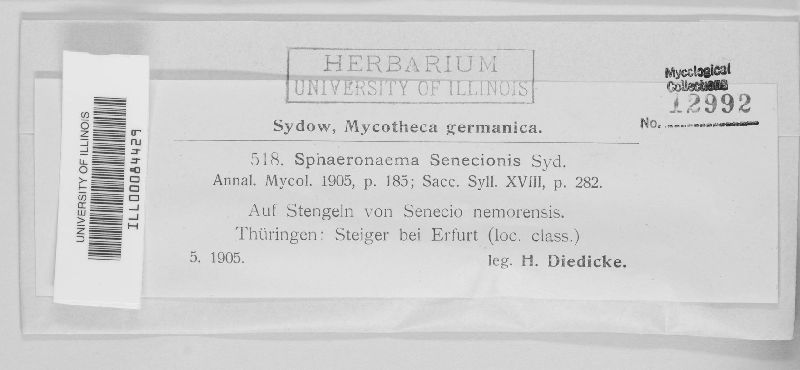 HERBARIUM
UNIVERSITY OF ILLINOIS
Mycological
Collections
No. 12992
UNIVERSITY OF ILLINOIS
ILL00084429
Sydow, Mycotheca germanica.
518. Sphaeronaema Senecionis Syd.
Annal. Mycol. 1905, p. 185; Sacc. Syll. XVIII, p. 282.
Auf Stengeln von Senecio nemorensis.
Thüringen: Steiger bei Erfurt (loc. class.)
5. 1905. leg. H. Diedicke.